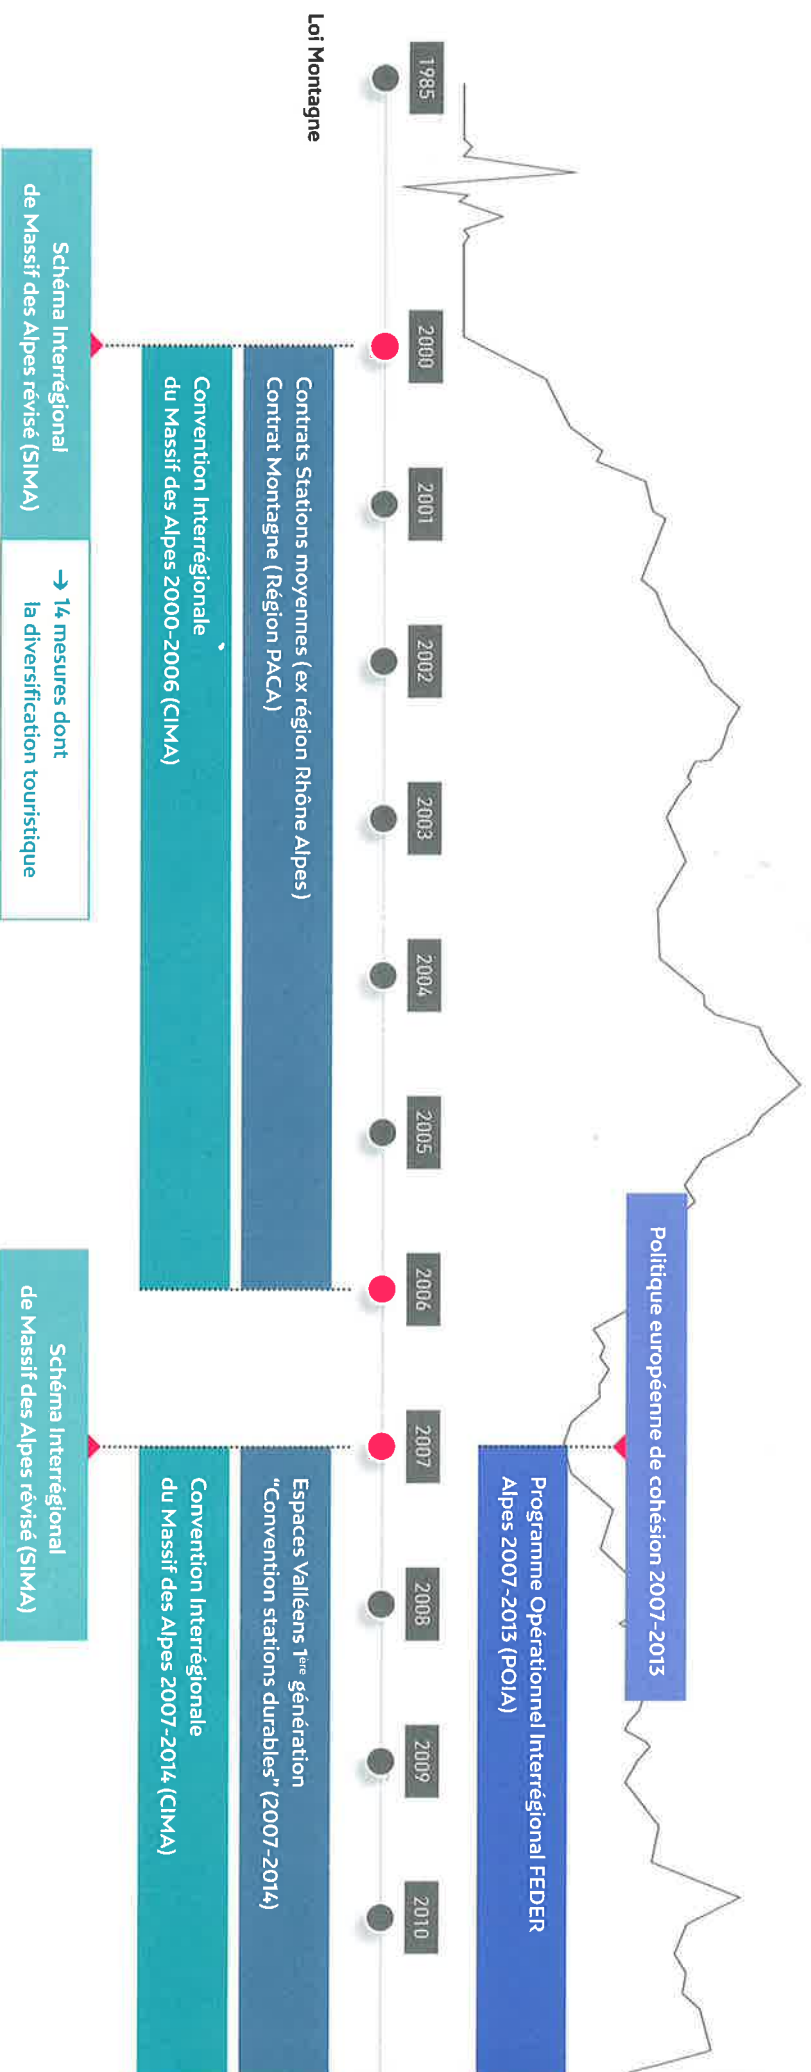 Politique européenne de cohésion 2007-2013
Programme Opérationnel Interrégional FEDER
Alpes 2007-2013 (POIA)
1985
2000
2001
2002
2003
2004
2005
2006
2007
2008
2009
2010
Loi Montagne
Contrats Stations moyennes (ex région Rhône Alpes)
Contrat Montagne (Région PACA)
Espaces Valléens 1ère génération
"Convention stations durables" (2007-2014)
Convention Interrégionale
du Massif des Alpes 2000-2006 (CIMA)
Convention Interrégionale
du Massif des Alpes 2007-2014 (CIMA)
Schéma Interrégional
de Massif des Alpes révisé (SIMA)
→ 14 mesures dont
la diversification touristique
Schéma Interrégional
de Massif des Alpes révisé (SIMA)